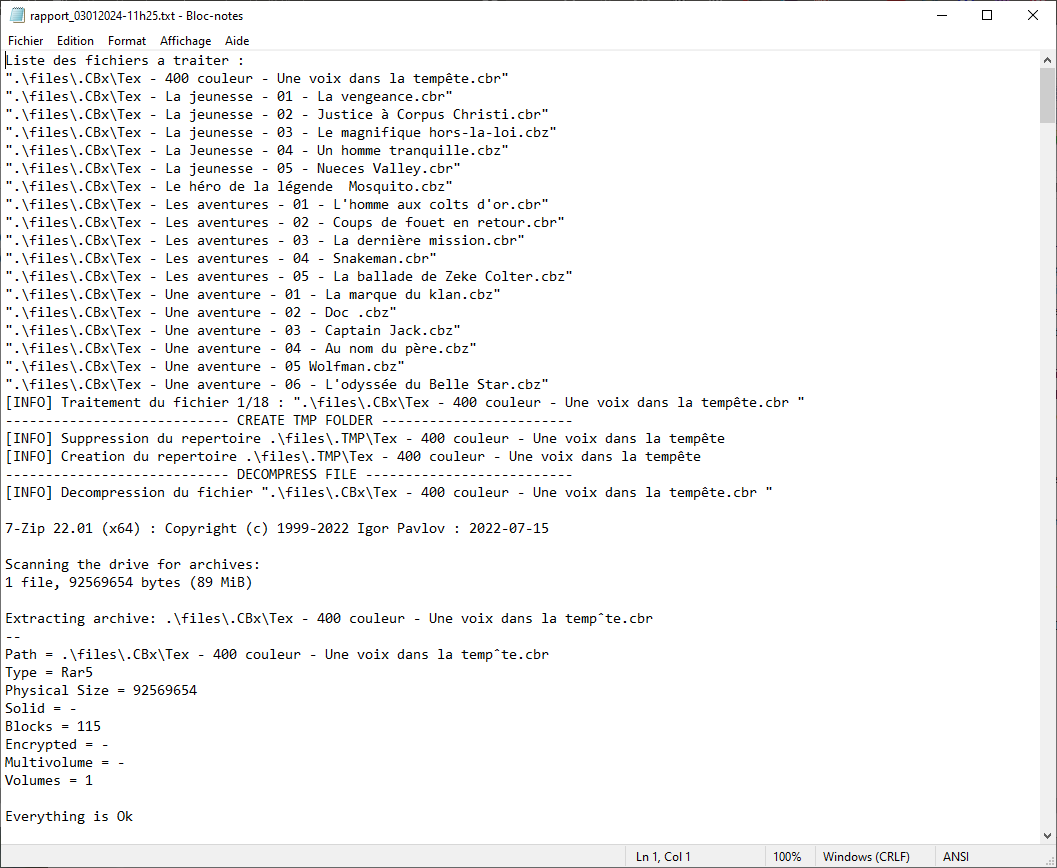 rapport_03012024-11h25.txt - Bloc-notes
Fichier Edition Format Affichage Aide
Liste des fichiers a traiter :
".\files\.CBx\Tex - 400 couleur - Une voix dans la tempête.cbr"
".\files\.CBx\Tex - La jeunesse - 01 - La vengeance.cbr"
".\files\.CBx\Tex - La jeunesse - 02 - Justice à Corpus Christi.cbr"
".\files\.CBx\Tex - La jeunesse - 03 - Le magnifique hors-la-loi.cbz"
".\files\.CBx\Tex - La Jeunesse - 04 - Un homme tranquille.cbz"
".\files\.CBx\Tex - La jeunesse - 05 - Nueces Valley.cbr"
".\files\.CBx\Tex - Le héro de la légende  Mosquito.cbz"
".\files\.CBx\Tex - Les aventures - 01 - L'homme aux colts d'or.cbr"
".\files\.CBx\Tex - Les aventures - 02 - Coups de fouet en retour.cbr"
".\files\.CBx\Tex - Les aventures - 03 - La dernière mission.cbr"
".\files\.CBx\Tex - Les aventures - 04 - Snakeman.cbr"
".\files\.CBx\Tex - Les aventures - 05 - La ballade de Zeke Colter.cbz"
".\files\.CBx\Tex - Une aventure - 01 - La marque du klan.cbz"
".\files\.CBx\Tex - Une aventure - 02 - Doc .cbz"
".\files\.CBx\Tex - Une aventure - 03 - Captain Jack.cbz"
".\files\.CBx\Tex - Une aventure - 04 - Au nom du père.cbz"
".\files\.CBx\Tex - Une aventure - 05 Wolfman.cbz"
".\files\.CBx\Tex - Une aventure - 06 - L'odyssée du Belle Star.cbz"
[INFO] Traitement du fichier 1/18 : ".\files\.CBx\Tex - 400 couleur - Une voix dans la tempête.cbr "
---------------------------- CREATE TMP FOLDER ------------------------
[INFO] Suppression du repertoire .\files\.TMP\Tex - 400 couleur - Une voix dans la tempête
[INFO] Creation du repertoire .\files\.TMP\Tex - 400 couleur - Une voix dans la tempête
---------------------------- DECOMPRESS FILE --------------------------
[INFO] Decompression du fichier ".\files\.CBx\Tex - 400 couleur - Une voix dans la tempête.cbr "
7-Zip 22.01 (x64) : Copyright (c) 1999-2022 Igor Pavlov : 2022-07-15
Scanning the drive for archives:
1 file, 92569654 bytes (89 MiB)
Extracting archive: .\files\.CBx\Tex - 400 couleur - Une voix dans la tempˆte.cbr
--
Path = .\files\.CBx\Tex - 400 couleur - Une voix dans la tempˆte.cbr
Type = Rar5
Physical Size = 92569654
Solid = -
Blocks = 115
Encrypted = -
Multivolume = -
Volumes = 1
Everything is Ok
Ln 1, Col 1 100% Windows (CRLF) ANSI